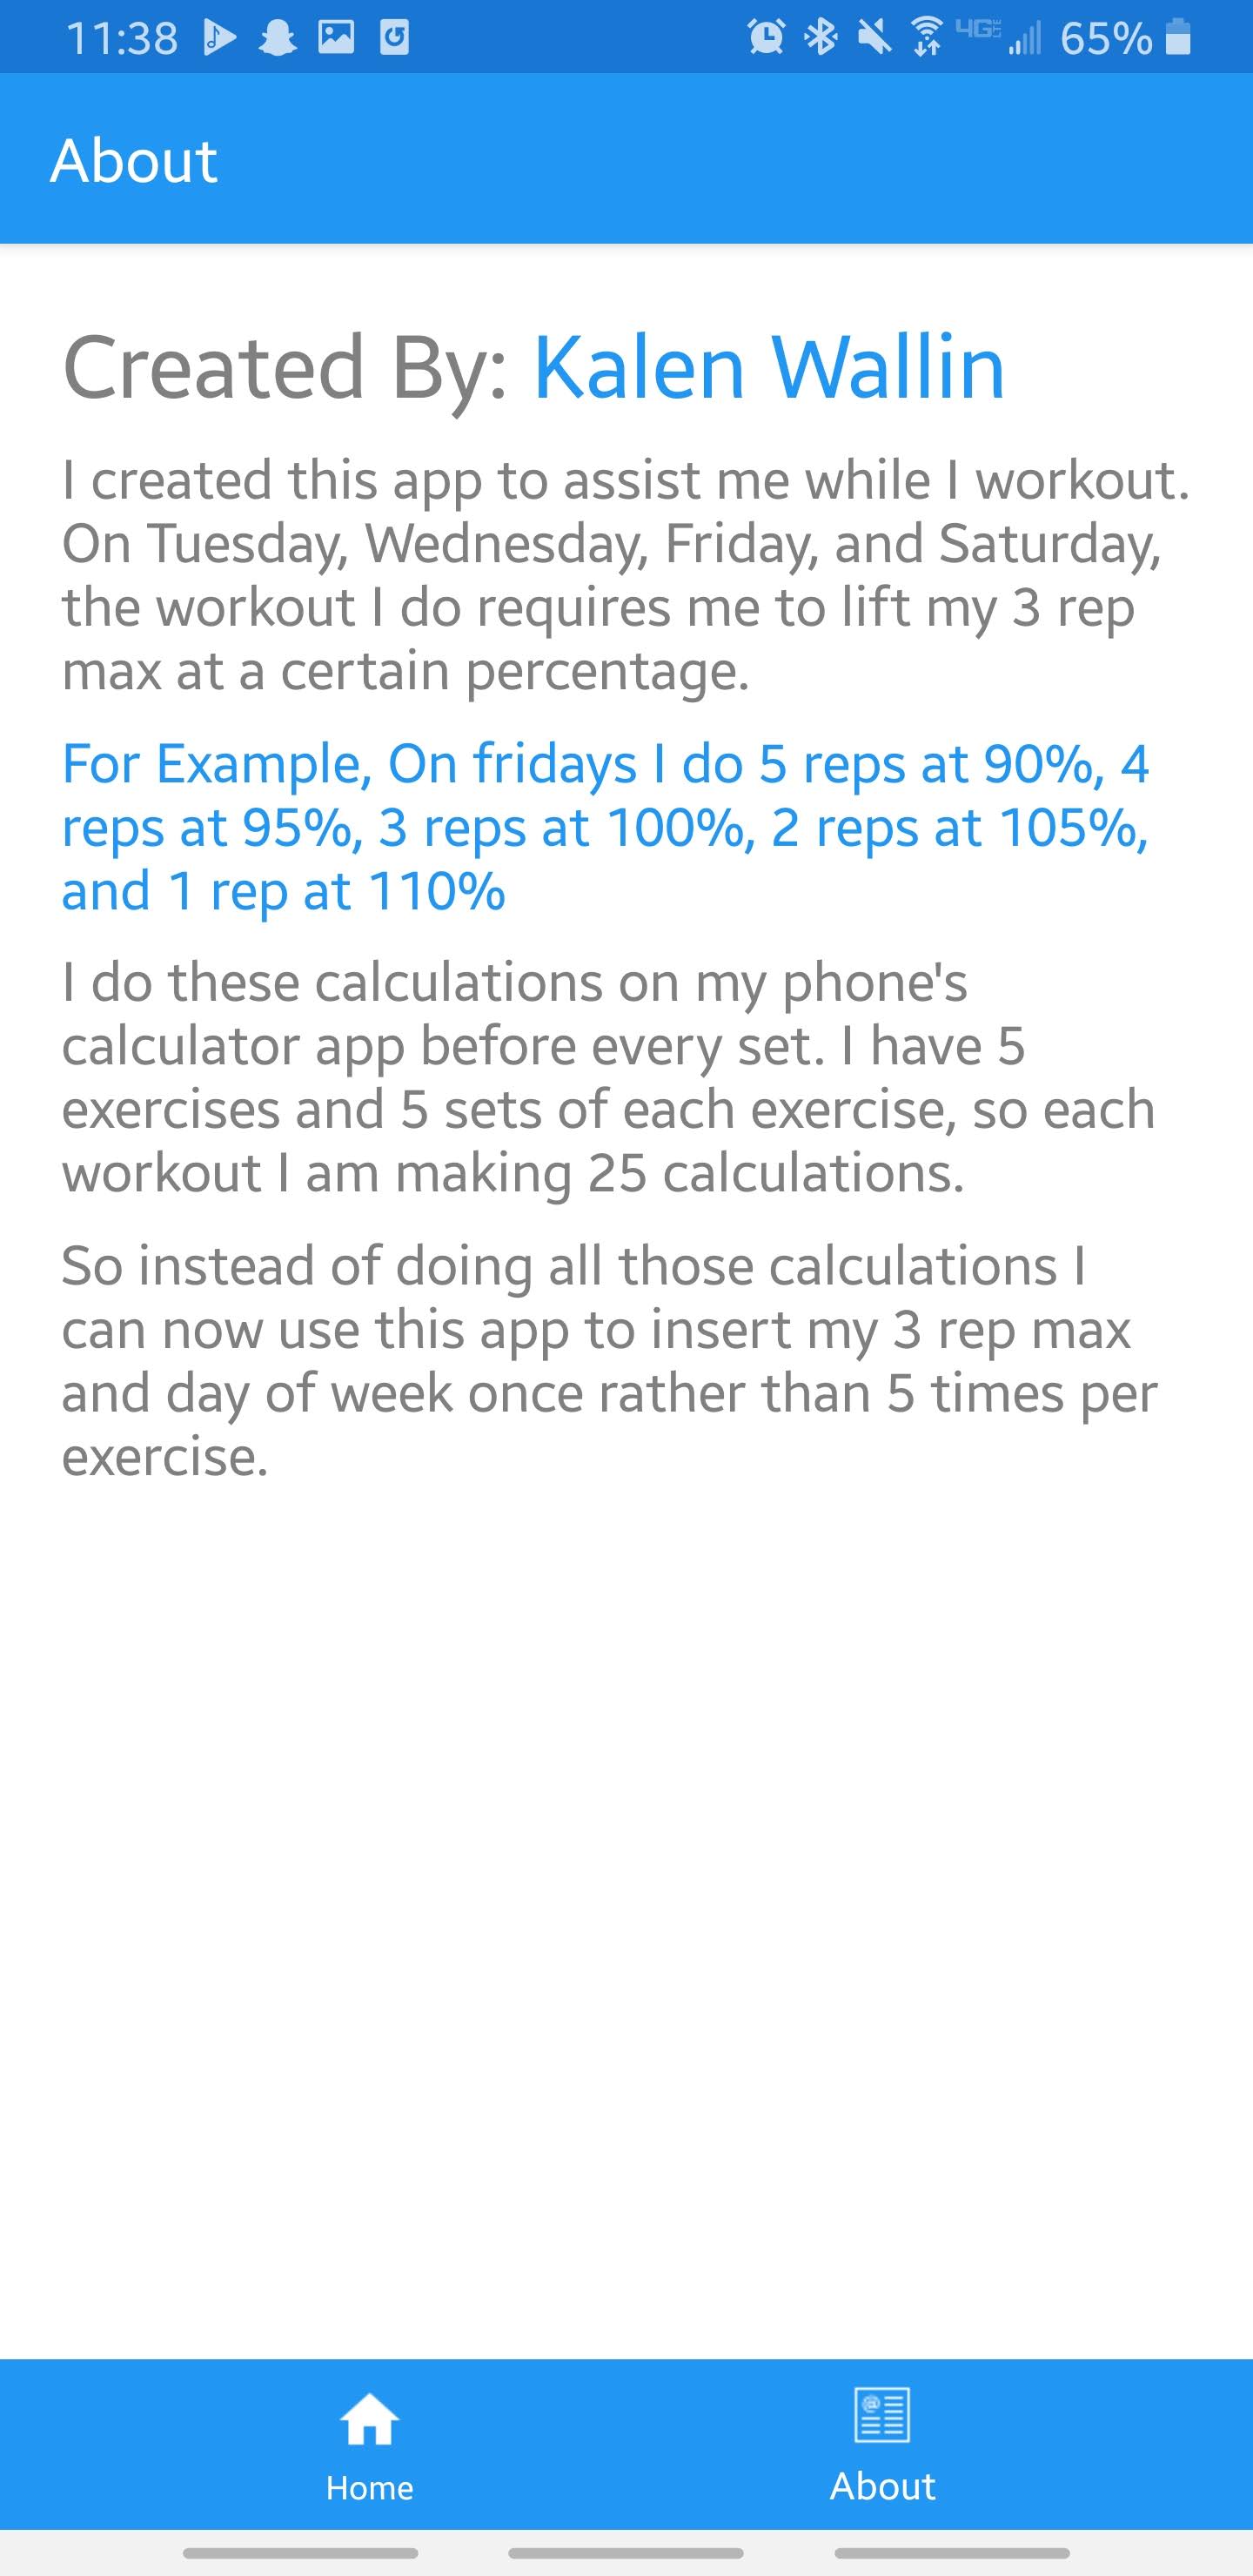 11:38
4G 65%
About
Created By: Kalen Wallin
I created this app to assist me while I workout.
On Tuesday, Wednesday, Friday, and Saturday,
the workout I do requires me to lift my 3 rep
max at a certain percentage.
For Example, On fridays I do 5 reps at 90%, 4
reps at 95%, 3 reps at 100%, 2 reps at 105%,
and 1 rep at 110%
I do these calculations on my phone's
calculator app before every set. I have 5
exercises and 5 sets of each exercise, so each
workout I am making 25 calculations.
So instead of doing all those calculations I
can now use this app to insert my 3 rep max
and day of week once rather than 5 times per
exercise.
Home
About